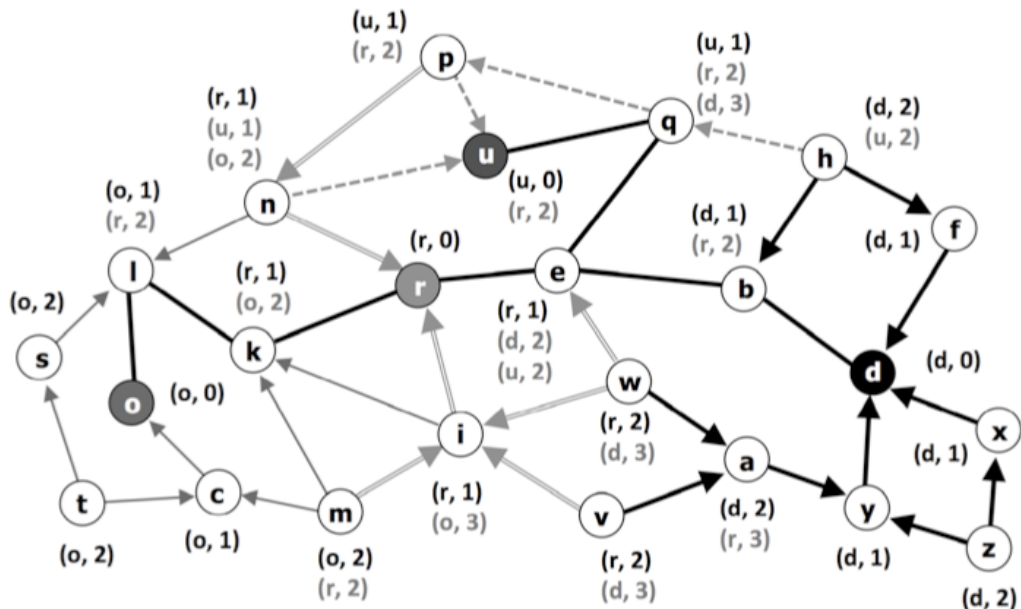 (u, 1)
(r, 2)
p
(u, 1)
(r, 2)
(d, 3)
q
(r, 1)
(u, 1)
(o, 2)
n
u
(u, 0)
(r, 2)
(d, 2)
(u, 2)
h
(o, 1)
(r, 2)
l
(r, 0)
r
e
(r, 1)
(d, 2)
(u, 2)
(d, 1)
(r, 2)
b
(d, 1)
f
(o, 2)
s
(r, 1)
(o, 2)
k
o
(o, 0)
w
(r, 2)
(d, 3)
d
(d, 0)
x
(d, 1)
i
(r, 1)
(o, 3)
a
(d, 2)
(r, 3)
t
(o, 2)
c
(o, 1)
m
(o, 2)
(r, 2)
v
(r, 2)
(d, 3)
y
(d, 1)
z
(d, 2)